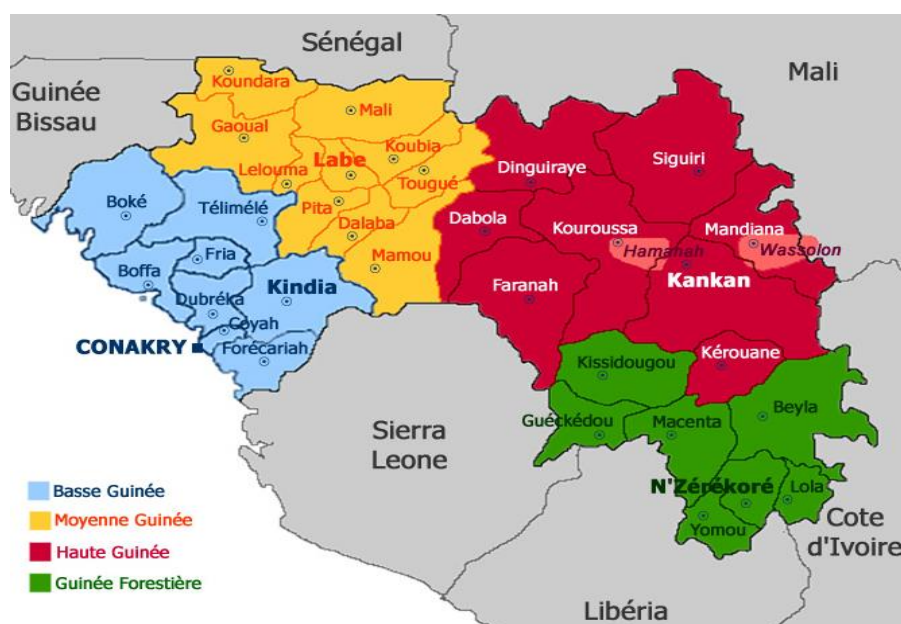 Sénégal
Mali
Guinée
Bissau
Koundara
Mali
Gaoual
Koubia
Labe
Lelouma
Tougué
Dinguiraye
Siguiri
Boké
Télimélé
Pita
Dalaba
Dabola
Kouroussa
Mandiana
Hamanah
Wassolon
Fria
Mamou
Boffa
Kindia
Faranah
Kankan
Dubréka
Coyah
CONAKRY
Forécariah
Kissidougou
Kérouane
Guéckédou
Macenta
Beyla
Sierra
Leone
N'Zérékoré
Lola
Yomou
Cote
d'Ivoire
Libéria
Basse Guinée
Moyenne Guinée
Haute Guinée
Guinée Forestière